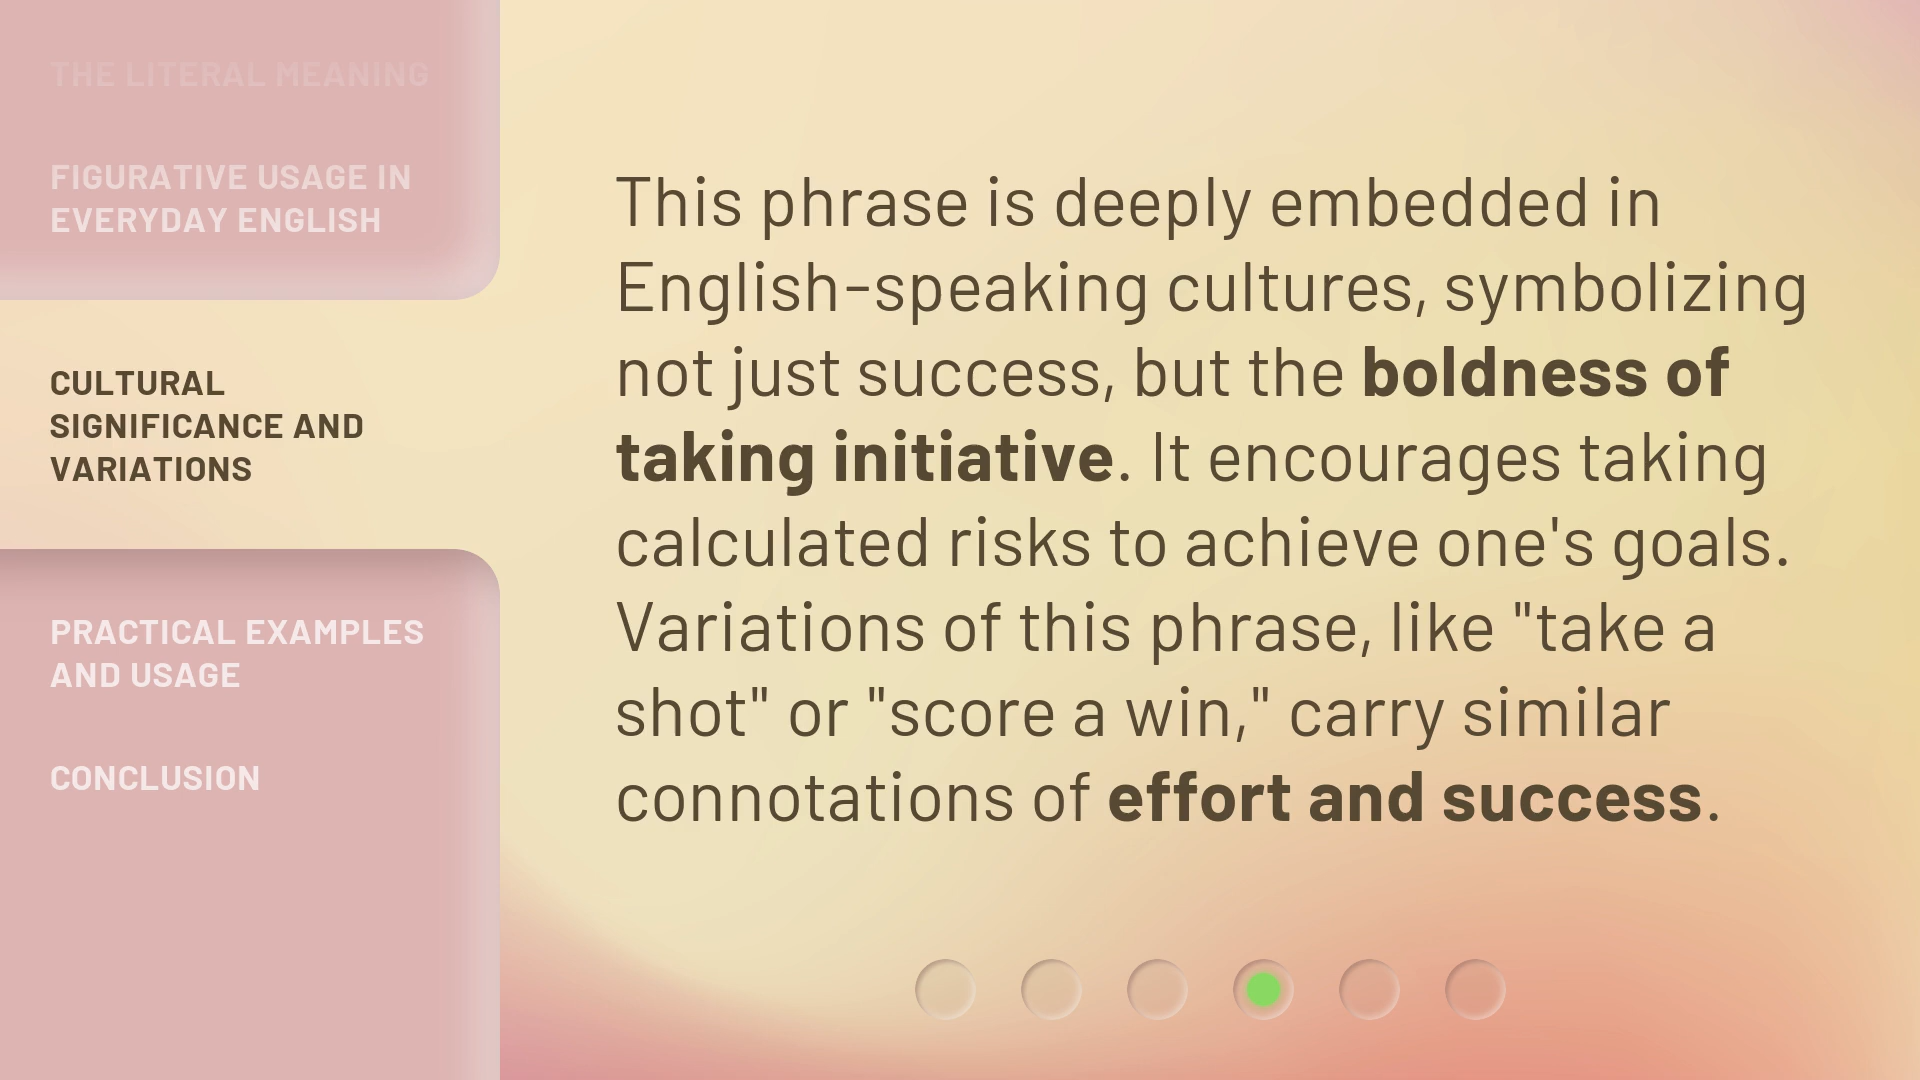 THE LITERAL MEANING
FIGURATIVE USAGE IN
EVERYDAY ENGLISH
CULTURAL
SIGNIFICANCE AND
VARIATIONS
PRACTICAL EXAMPLES
AND USAGE
CONCLUSION
This phrase is deeply embedded in
English-speaking cultures, symbolizing
not just success, but the boldness of
taking initiative. It encourages taking
calculated risks to achieve one's goals.
Variations of this phrase, like "take a
shot" or "score a win," carry similar
connotations of effort and success.